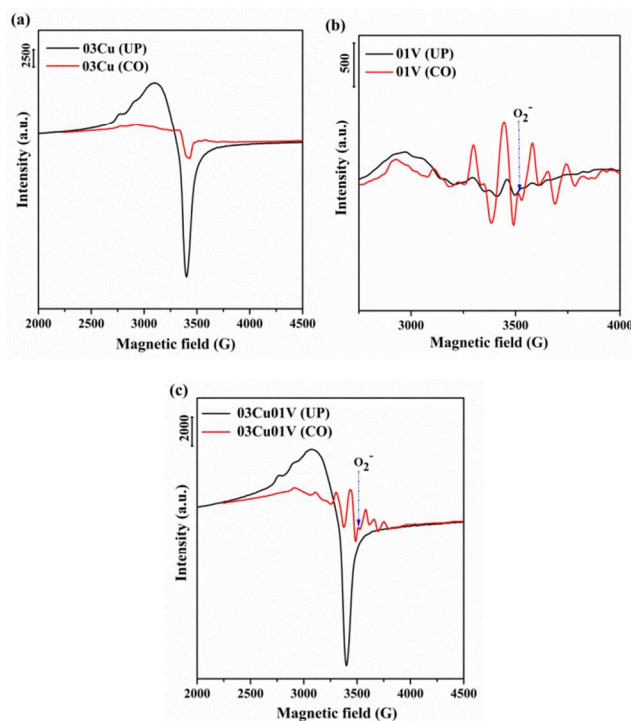 (a)
2500
03Cu (UP)
03Cu (CO)
Intensity (a.u.)
2000 2500 3000 3500 4000 4500
Magnetic field (G)
(b)
500
01V (UP)
01V (CO)
O₂⁻
Intensity (a.u.)
3000 3500 4000
Magnetic field (G)
(c)
2000
03Cu01V (UP)
03Cu01V (CO)
O₂⁻
Intensity (a.u.)
2000 2500 3000 3500 4000 4500
Magnetic field (G)